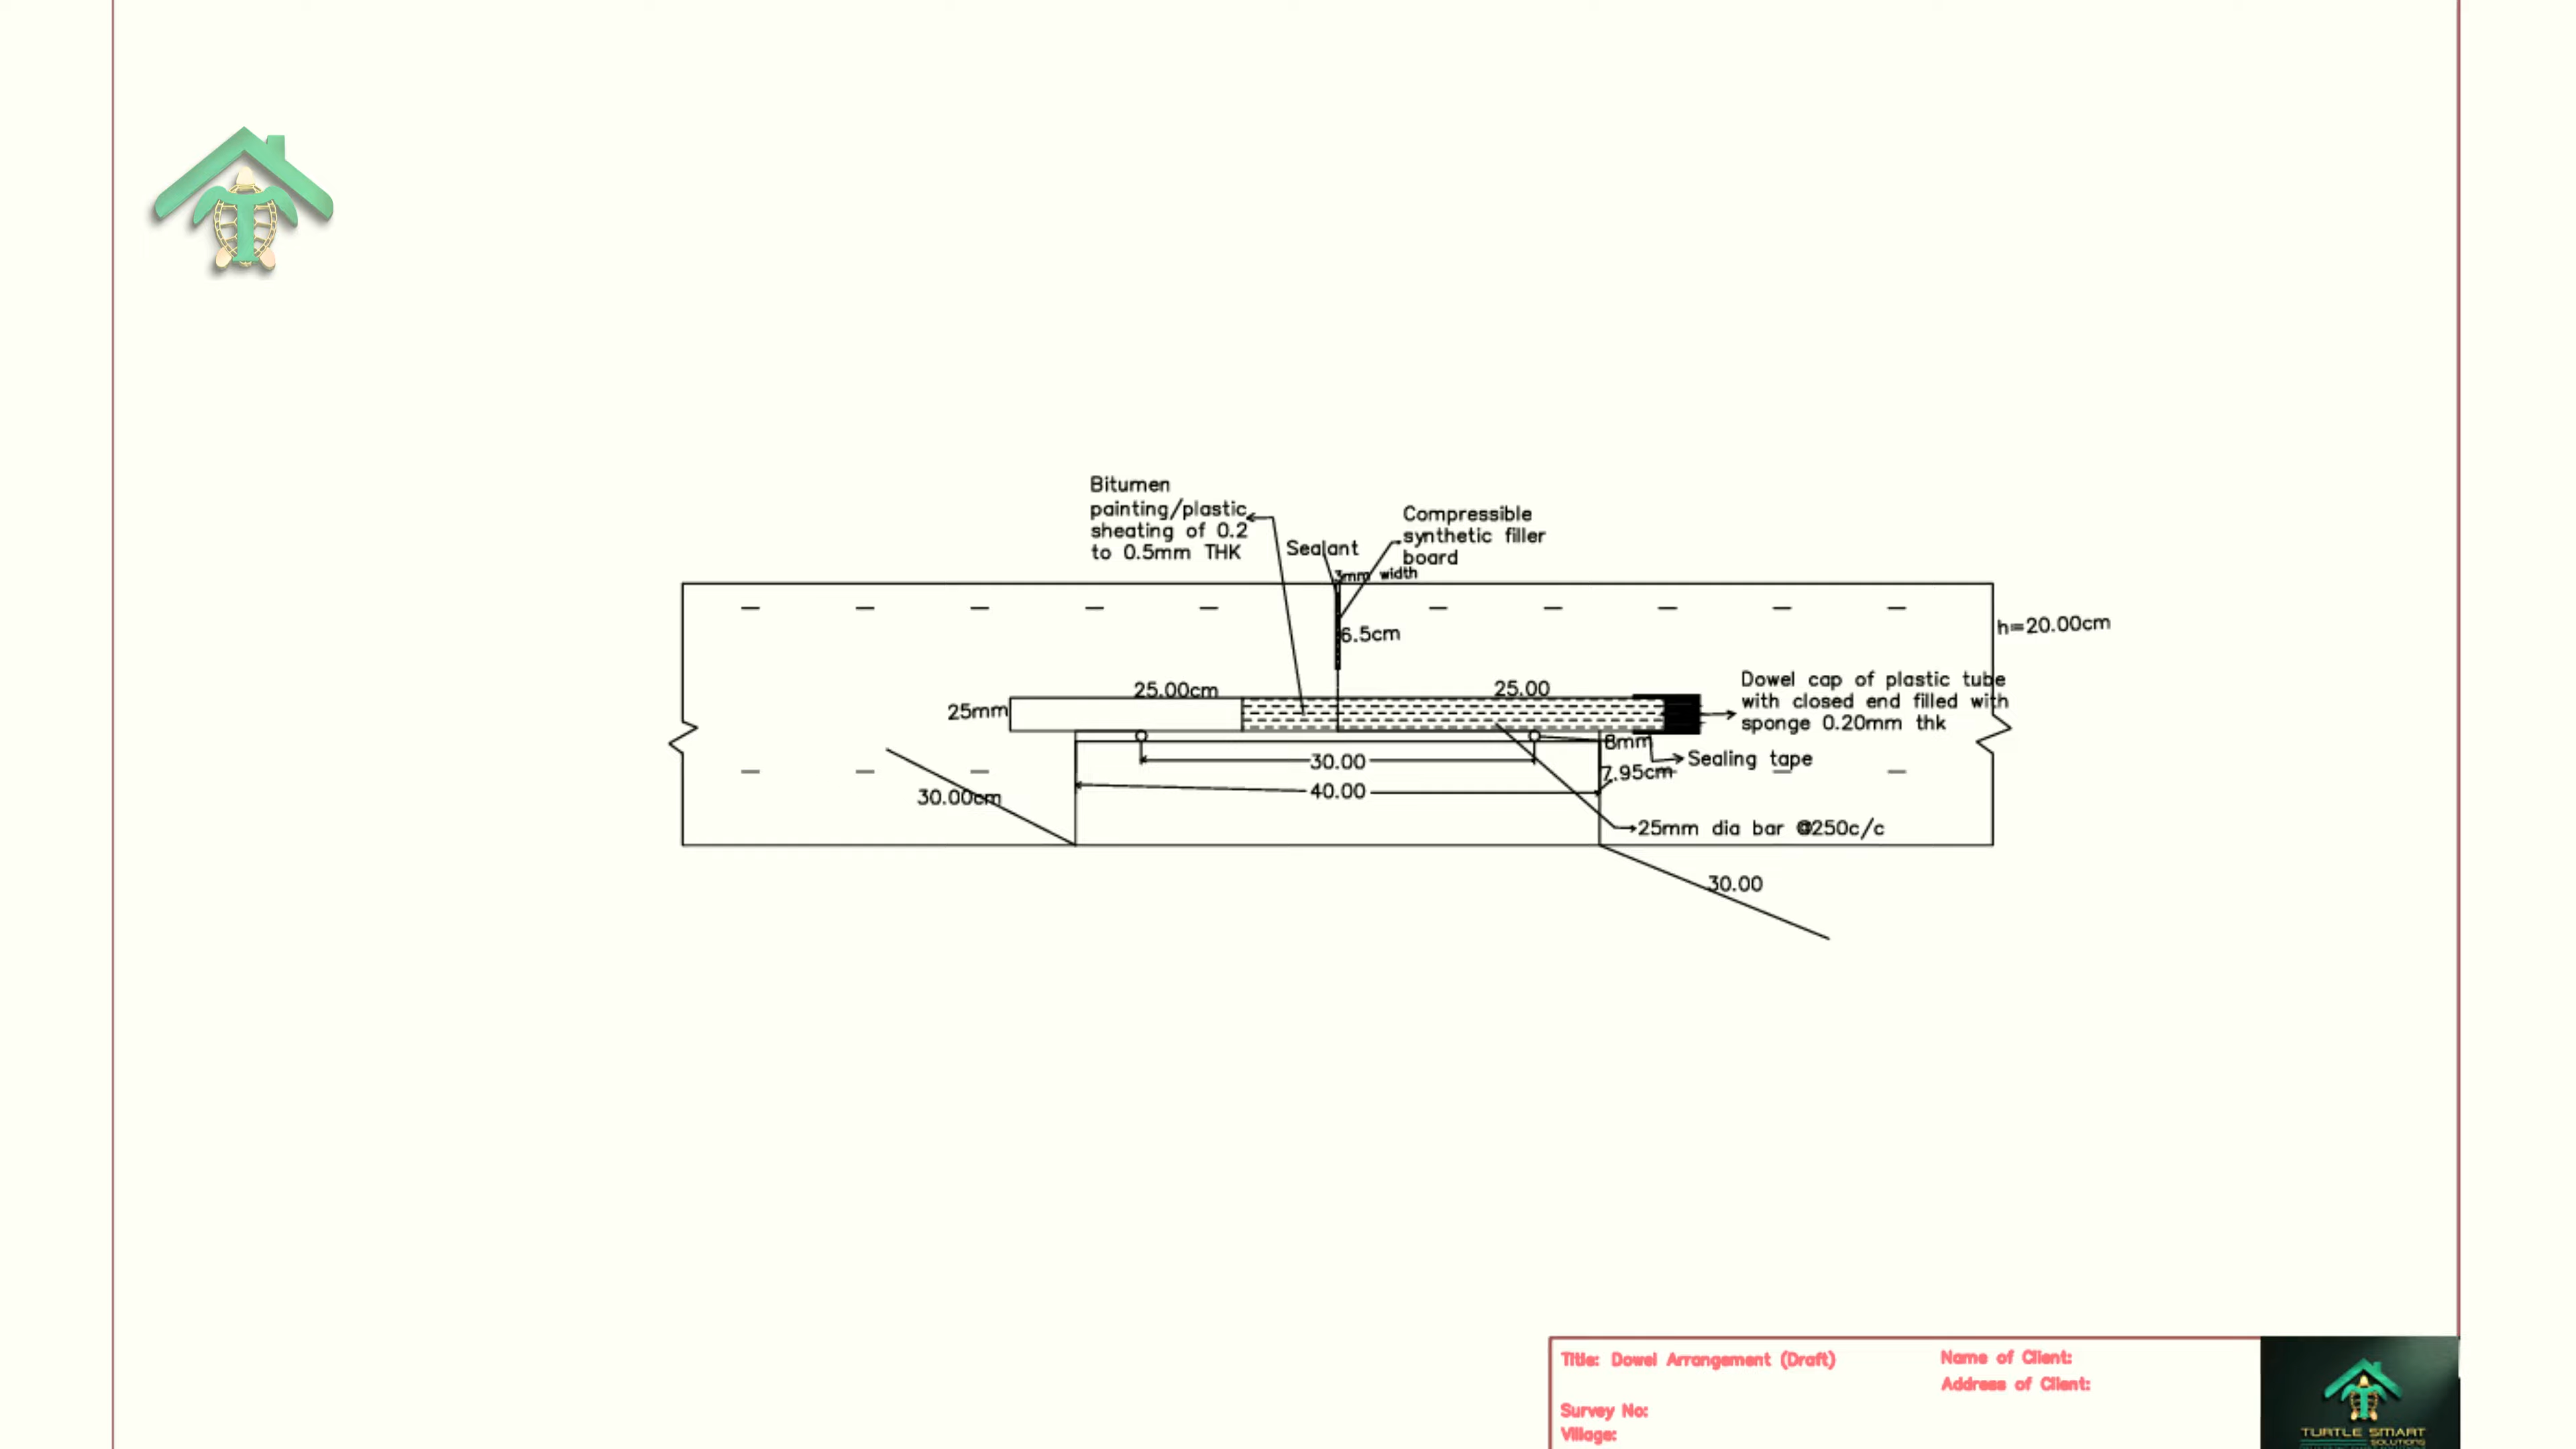 Bitumen
painting/plastic
sheating of 0.2
to 0.5mm THK
Sealant
Compressible
synthetic filler
board
3mm width
6.5cm
h=20.00cm
25.00cm
25.00
25mm
Dowel cap of plastic tube
with closed end filled with
sponge 0.20mm thk
8mm
Sealing tape
30.00
7.95cm
40.00
30.00cm
25mm dia bar @250c/c
30.00
Title: Dowel Arrangement (Draft)
Name of Client:
Address of Client:
Survey No:
Village:
TURTLE SMART
SOLUTIONS